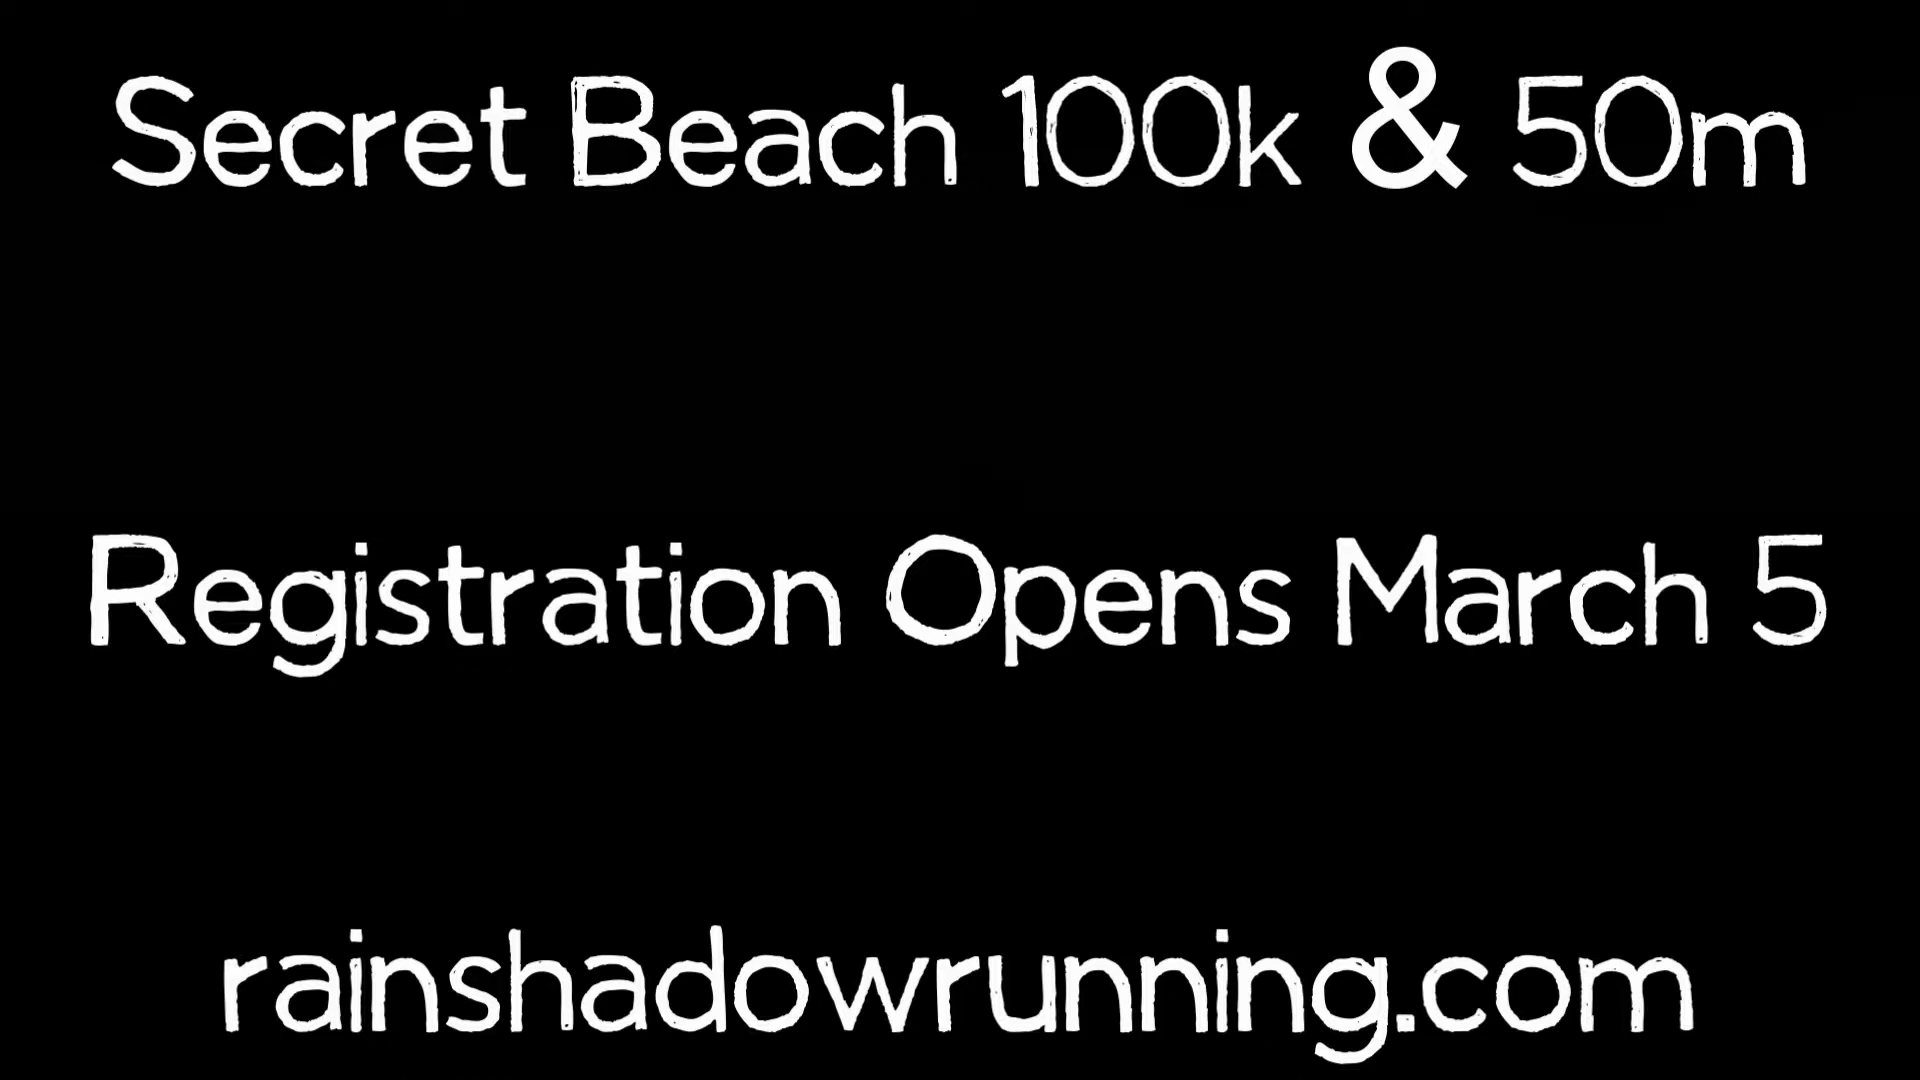 Secret Beach 100k & 50m
Registration Opens March 5
rainshadowrunning.com